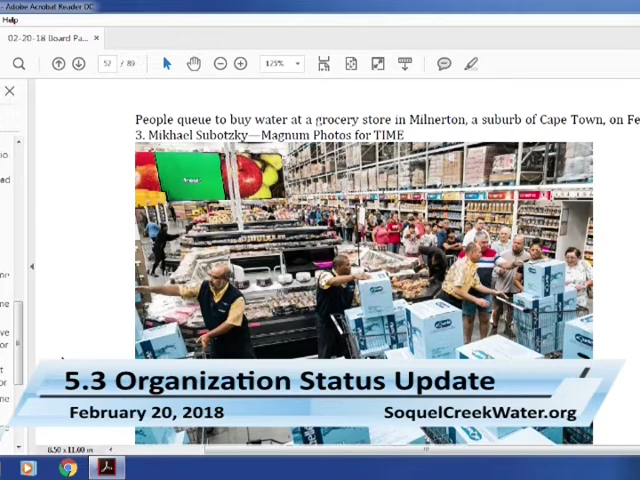 - Adobe Acrobat Reader DC
Help
02-20-18 Board Pa... ×
52 / 89
125%
People queue to buy water at a grocery store in Milnerton, a suburb of Cape Town, on Fe
3. Mikhael Subotzky—Magnum Photos for TIME
5.3 Organization Status Update
February 20, 2018
SoquelCreekWater.org
8.50 x 11.00 in